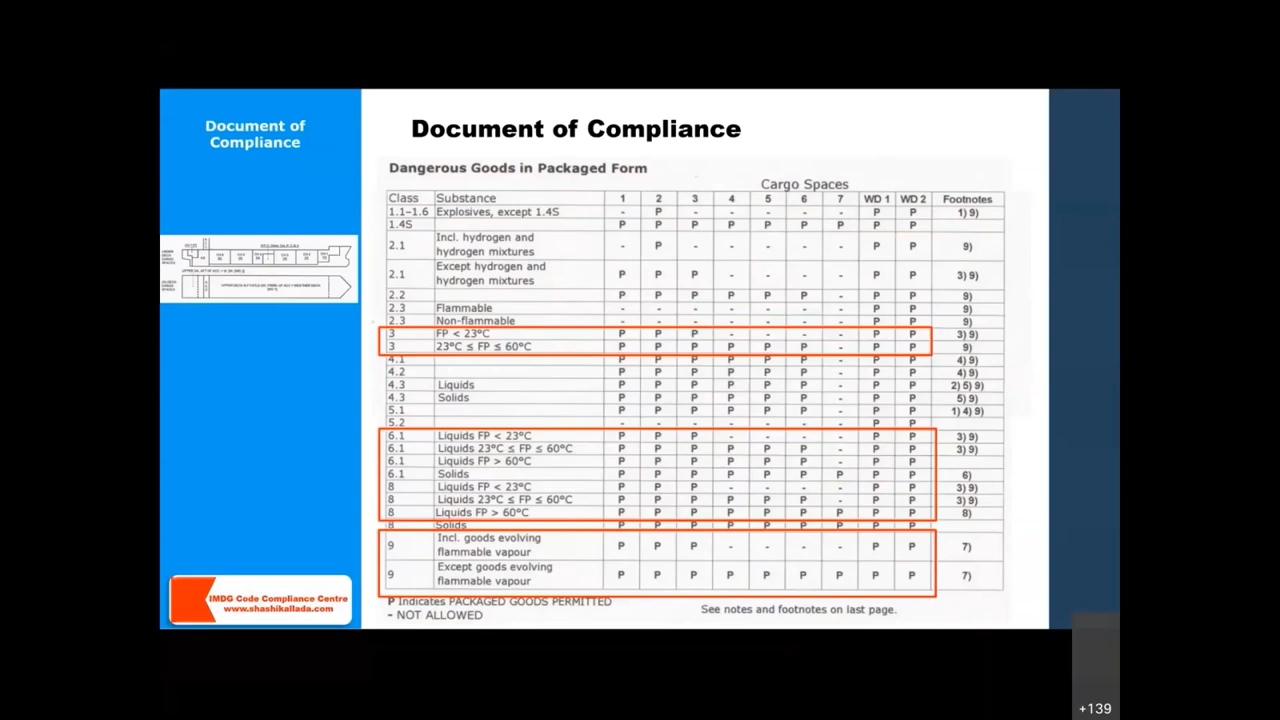 Document of
Compliance
Document of Compliance
Dangerous Goods in Packaged Form
Cargo Spaces
Class Substance 1 2 3 4 5 6 7 WD 1 WD 2 Footnotes
1.1-1.6 Explosives, except 1.4S - P - - - - - P P 1) 9)
1.4S P P P P P P P P P
2.1 Incl. hydrogen and
hydrogen mixtures - P - - - - - P P 9)
2.1 Except hydrogen and
hydrogen mixtures P P P - - - - P P 3) 9)
2.2 P P P P P P - P P 9)
2.3 Flammable - - - - - - - P P 9)
2.3 Non-flammable - - - - - - - P P 9)
3 FP < 23°C P P P - - - - P P 3) 9)
3 23°C ≤ FP ≤ 60°C P P P P P P - P P 9)
4.1 P P P P P P - P P 4) 9)
4.2 P P P P P P - P P 4) 9)
4.3 Liquids P P P P P P - P P 2) 5) 9)
4.3 Solids P P P P P P - P P 5) 9)
5.1 P P P P P P - P P 1) 4) 9)
5.2 - - - - - - - P P
6.1 Liquids FP < 23°C P P P - - - - P P 3) 9)
6.1 Liquids 23°C ≤ FP ≤ 60°C P P P P P P - P P 3) 9)
6.1 Liquids FP > 60°C P P P P P P - P P
6.1 Solids P P P P P P P P P 6)
8 Liquids FP < 23°C P P P - - - - P P 3) 9)
8 Liquids 23°C ≤ FP ≤ 60°C P P P P P P - P P 3) 9)
8 Liquids FP > 60°C P P P P P P P P P 8)
8 Solids P P P P P P P P P
9 Incl. goods evolving
flammable vapour P P P - - - - P P 7)
9 Except goods evolving
flammable vapour P P P P P P P P P 7)
P Indicates PACKAGED GOODS PERMITTED
- NOT ALLOWED
See notes and footnotes on last page.
IMDG Code Compliance Centre
www.shashikallada.com
+139